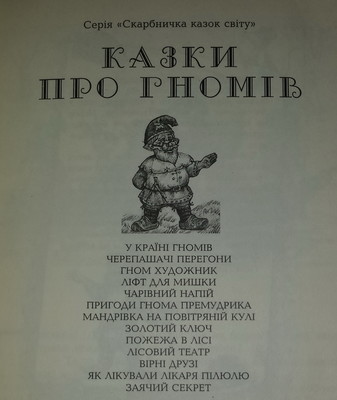 Серія «Скарбничка казок світу»
КАЗКИ
ПРО ГНОМІВ
У КРАЇНІ ГНОМІВ
ЧЕРЕПАШАЧІ ПЕРЕГОНИ
ГНОМ ХУДОЖНИК
ЛІФТ ДЛЯ МИШКИ
ЧАРІВНИЙ НАПІЙ
ПРИГОДИ ГНОМА ПРЕМУДРИКА
МАНДРІВКА НА ПОВІТРЯНІЙ КУЛІ
ЗОЛОТИЙ КЛЮЧ
ПОЖЕЖА В ЛІСІ
ЛІСОВИЙ ТЕАТР
ВІРНІ ДРУЗІ
ЯК ЛІКУВАЛИ ЛІКАРЯ ПІЛЮЛЮ
ЗАЯЧИЙ СЕКРЕТ